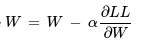 W = W − α ∂LL/∂W